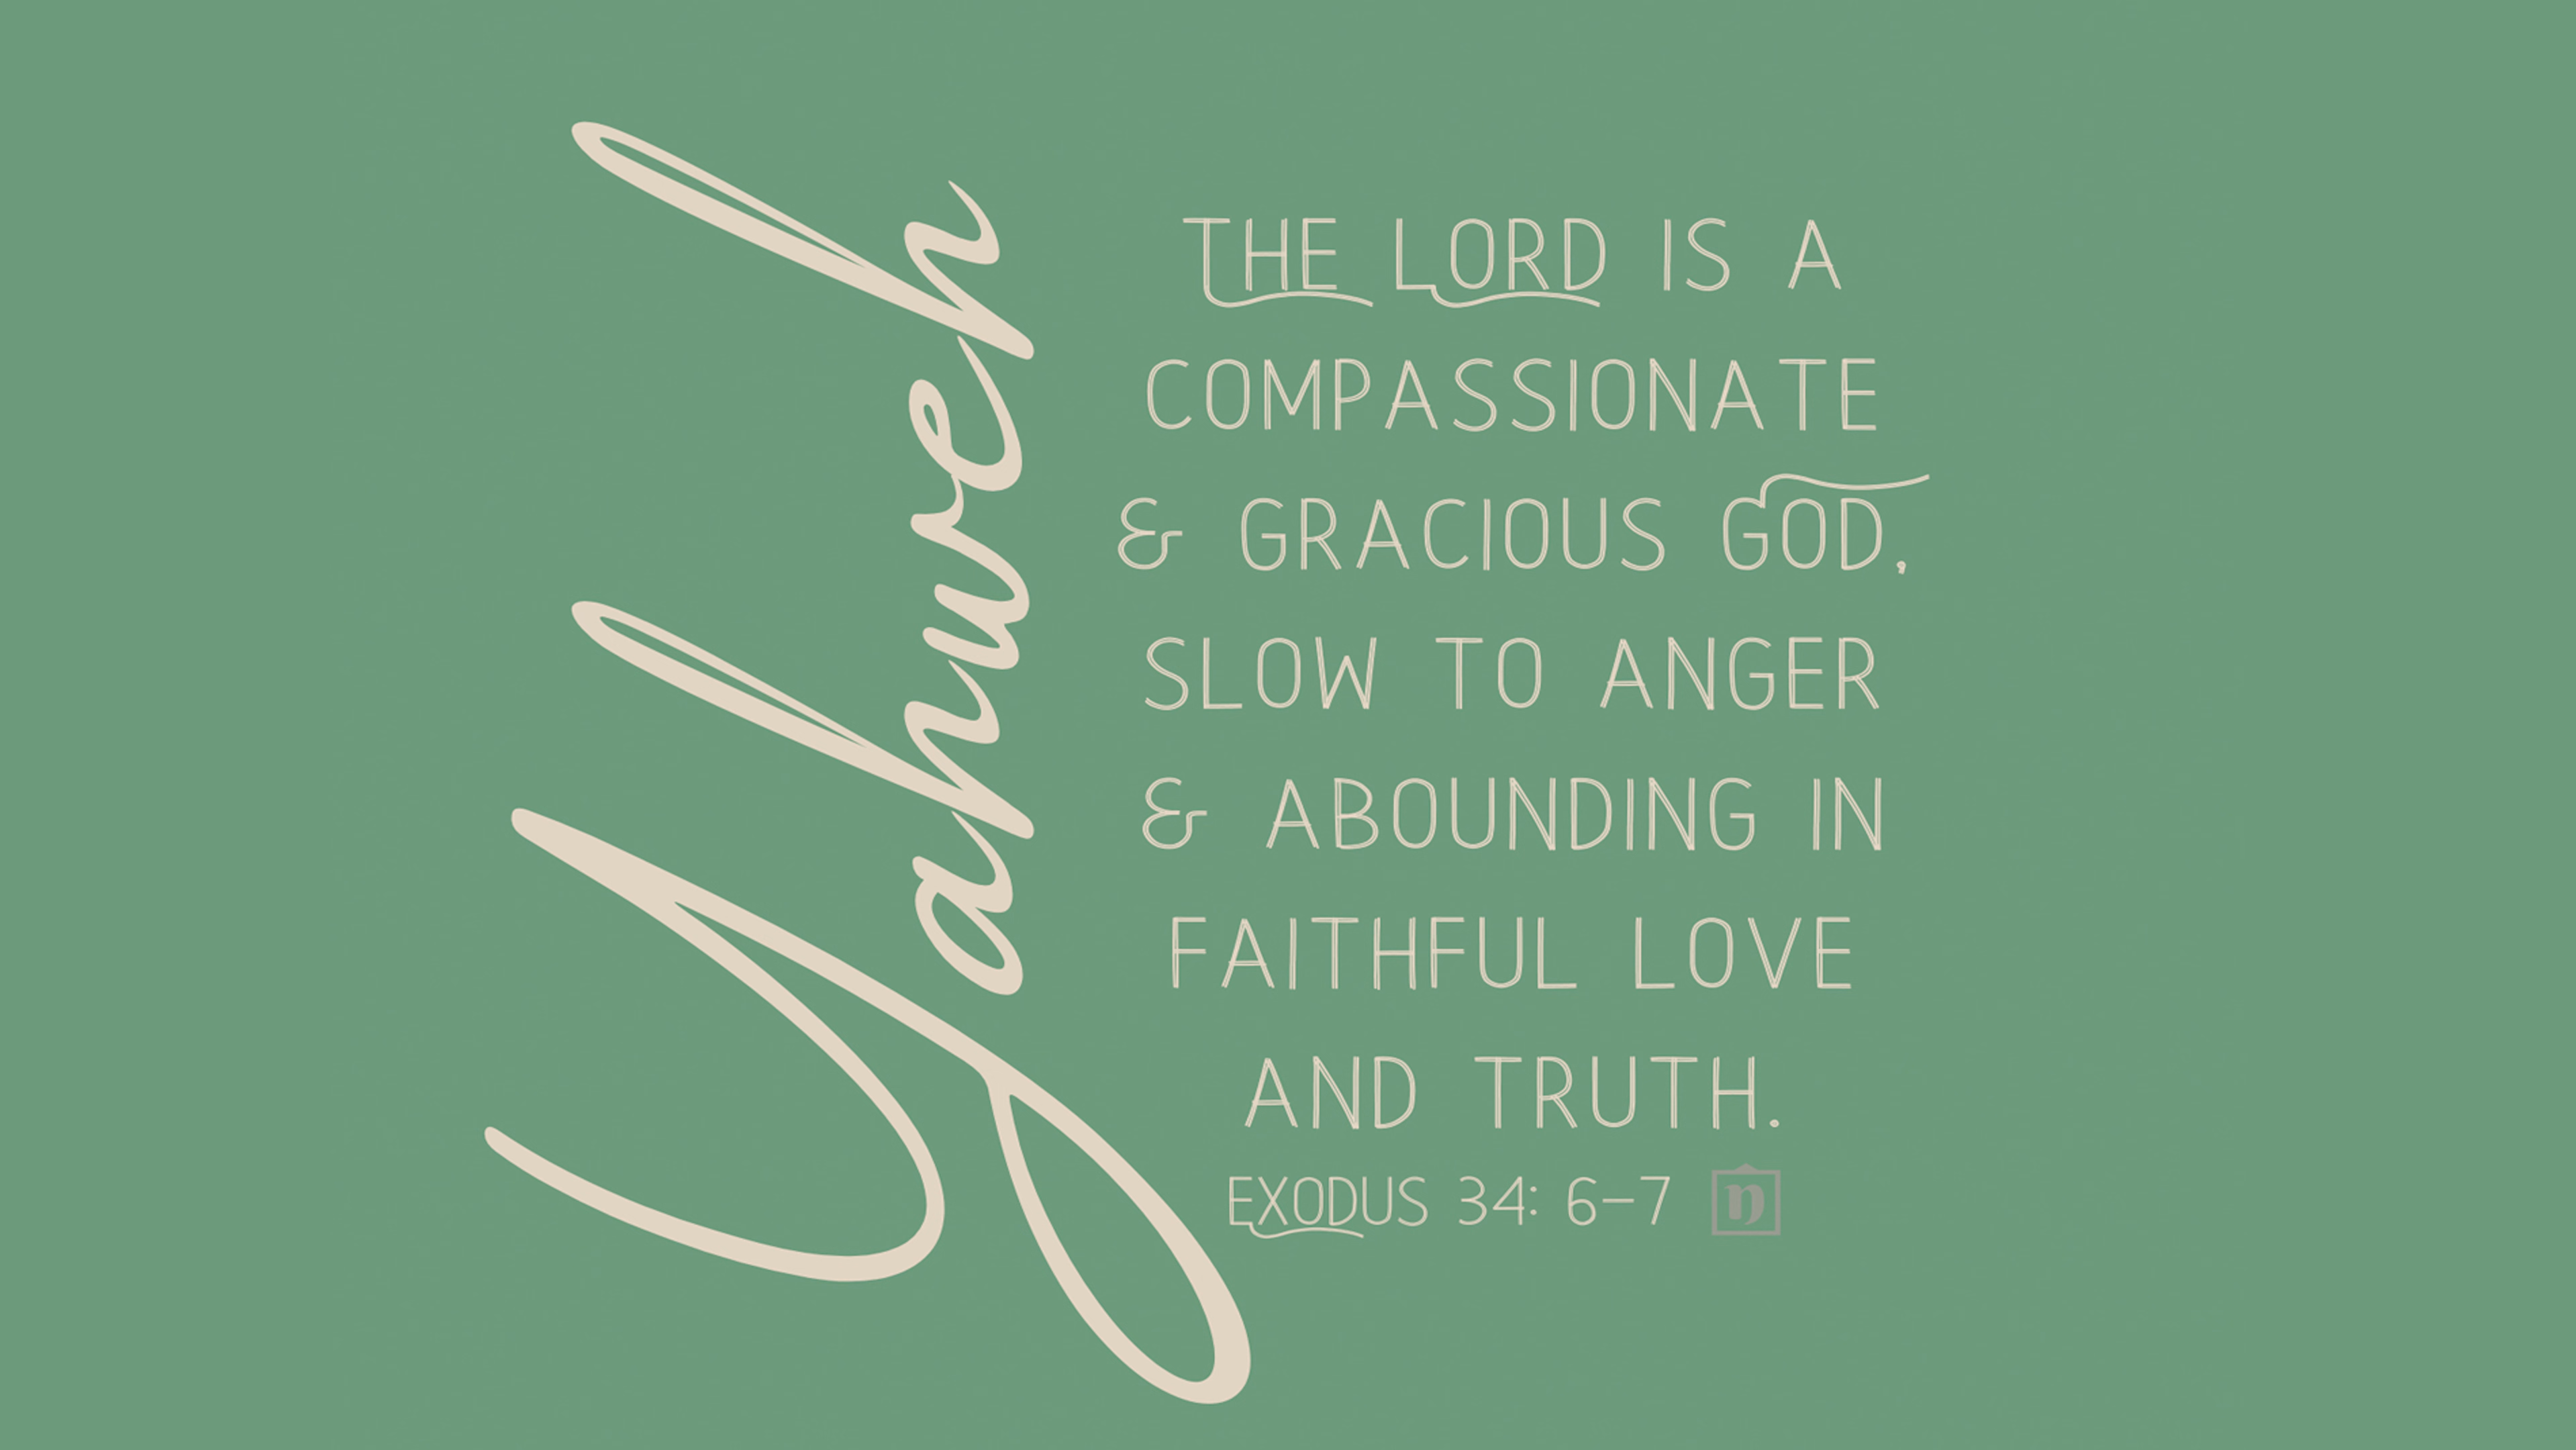 Yahweh
THE LORD IS A
COMPASSIONATE
& GRACIOUS GOD,
SLOW TO ANGER
& ABOUNDING IN
FAITHFUL LOVE
AND TRUTH.
EXODUS 34: 6–7
n